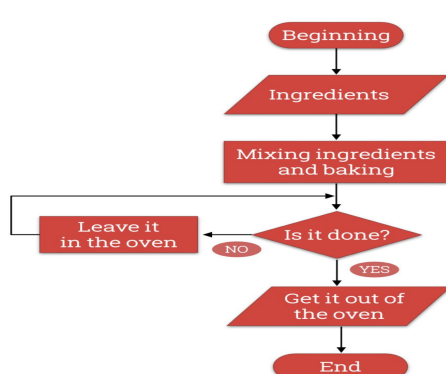 Beginning
Ingredients
Mixing ingredients
and baking
Is it done?
Leave it
in the oven
NO
YES
Get it out of
the oven
End